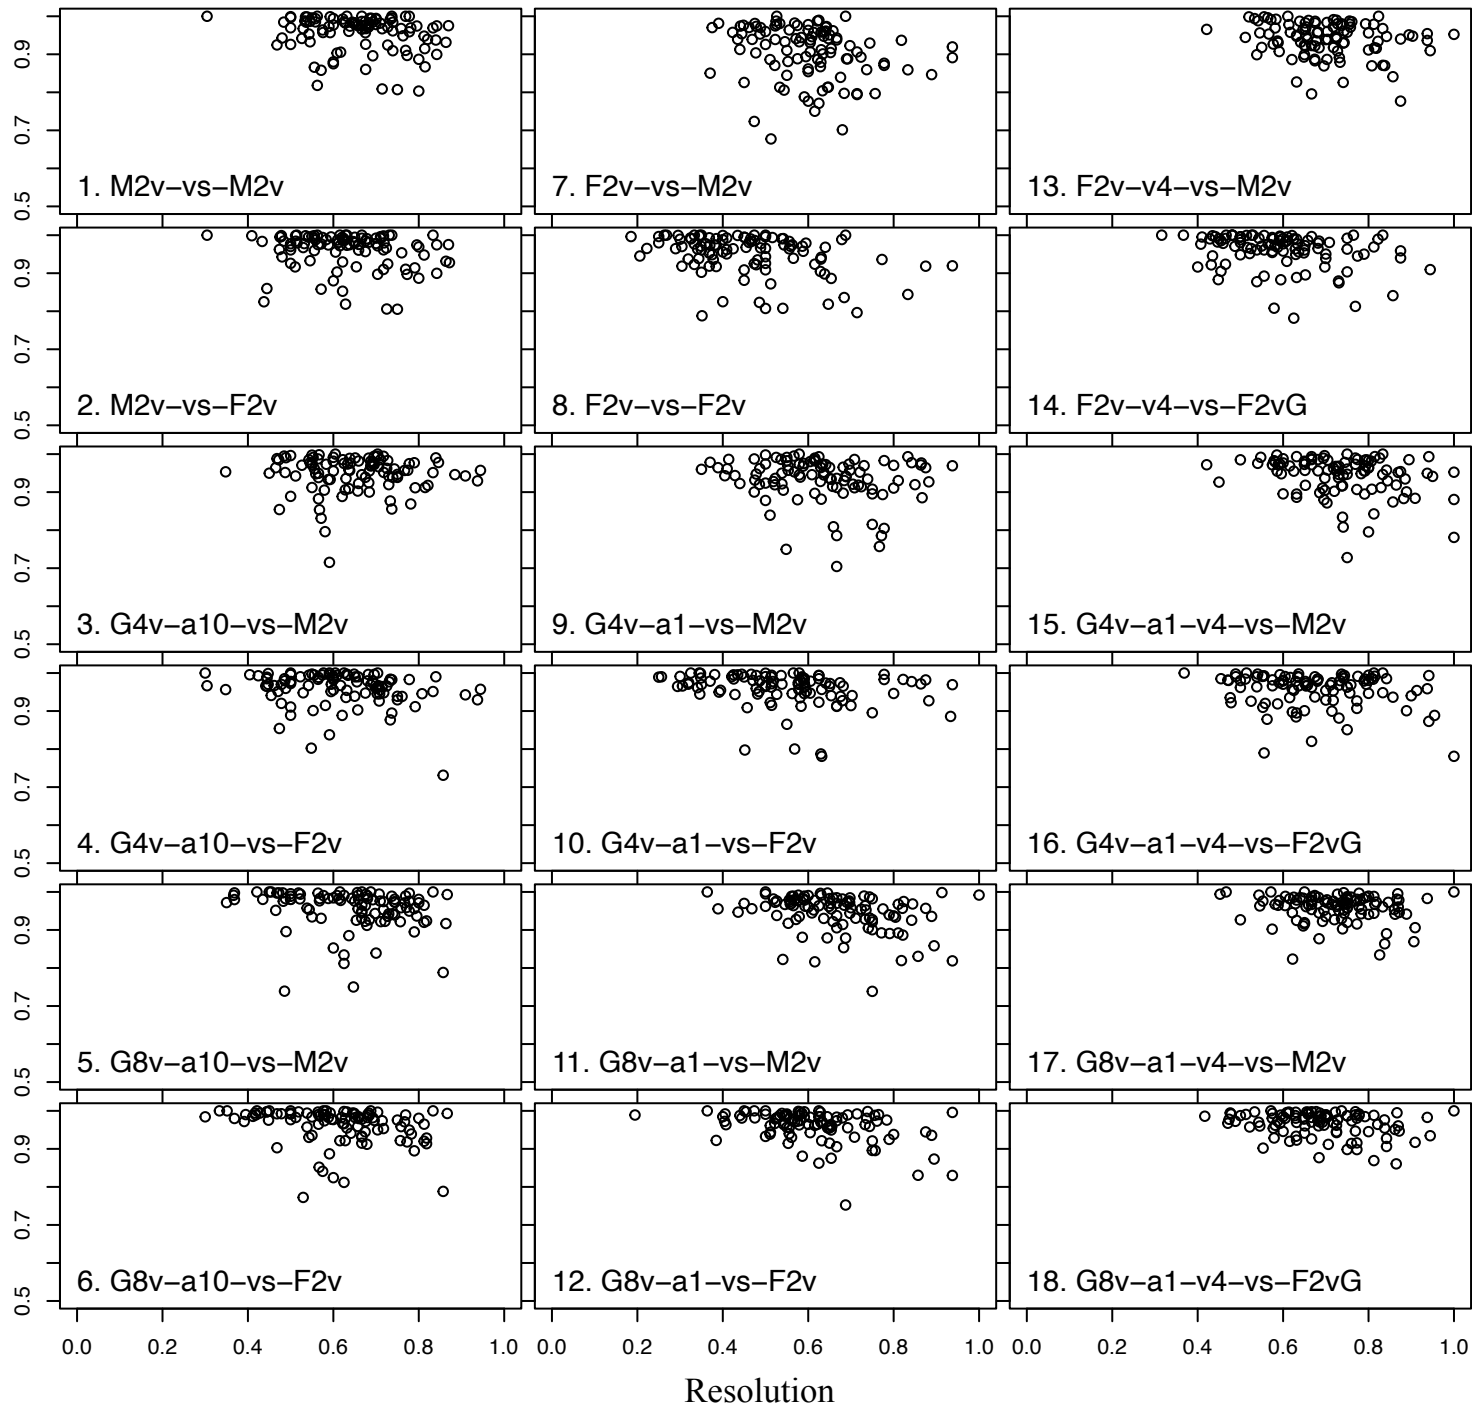 0.9
0.7
0.5
1. M2v−vs−M2v
7. F2v−vs−M2v
13. F2v−v4−vs−M2v
0.9
0.7
0.5
2. M2v−vs−F2v
8. F2v−vs−F2v
14. F2v−v4−vs−F2vG
0.9
0.7
0.5
3. G4v−a10−vs−M2v
9. G4v−a1−vs−M2v
15. G4v−a1−v4−vs−M2v
0.9
0.7
0.5
4. G4v−a10−vs−F2v
10. G4v−a1−vs−F2v
16. G4v−a1−v4−vs−F2vG
0.9
0.7
0.5
5. G8v−a10−vs−M2v
11. G8v−a1−vs−M2v
17. G8v−a1−v4−vs−M2v
0.9
0.7
0.5
6. G8v−a10−vs−F2v
12. G8v−a1−vs−F2v
18. G8v−a1−v4−vs−F2vG
0.0 0.2 0.4 0.6 0.8 1.0 0.0 0.2 0.4 0.6 0.8 1.0 0.0 0.2 0.4 0.6 0.8 1.0
Resolution